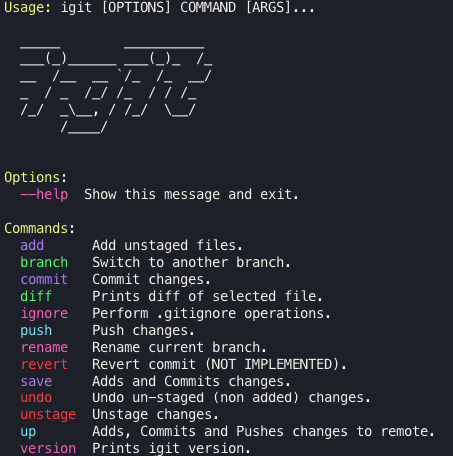 Usage: igit [OPTIONS] COMMAND [ARGS]...
igit
Options:
--help  Show this message and exit.
Commands:
add      Add unstaged files.
branch   Switch to another branch.
commit   Commit changes.
diff     Prints diff of selected file.
ignore   Perform .gitignore operations.
push     Push changes.
rename   Rename current branch.
revert   Revert commit (NOT IMPLEMENTED).
save     Adds and Commits changes.
undo     Undo un-staged (non added) changes.
unstage  Unstage changes.
up       Adds, Commits and Pushes changes to remote.
version  Prints igit version.